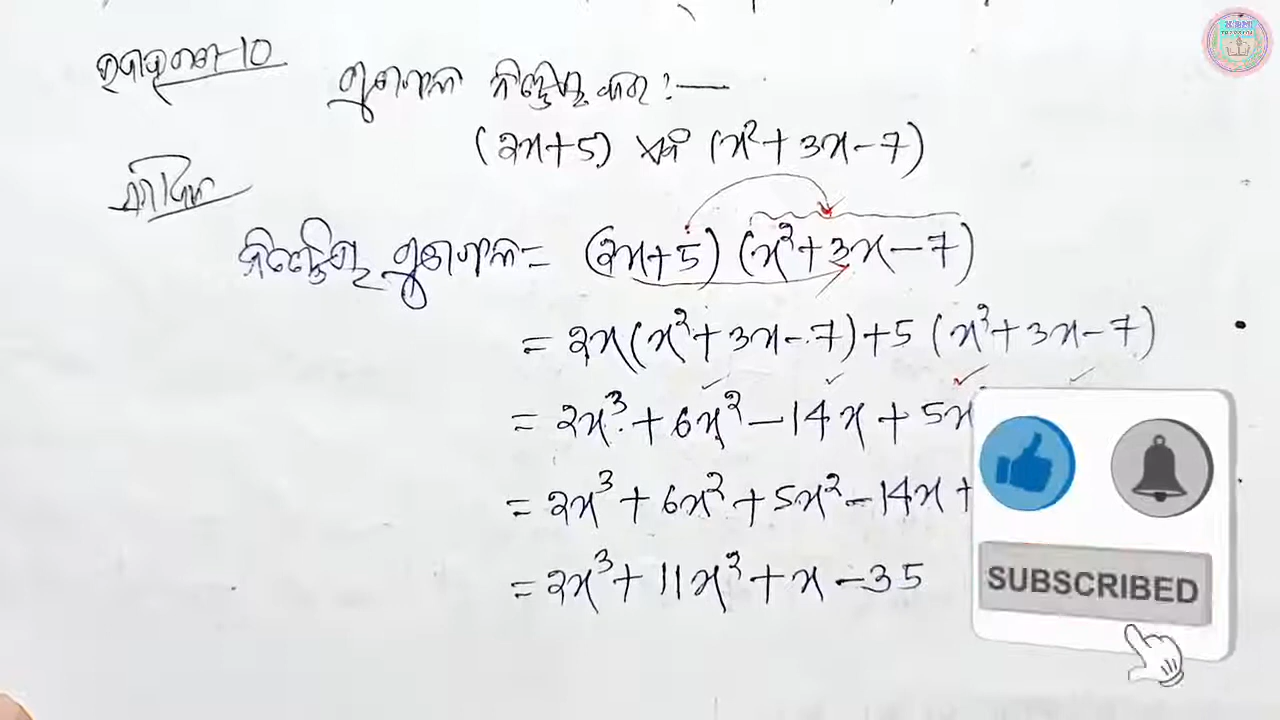 ଉଦାହରଣ-10
ଗୁଣଫଳ ନିର୍ଣ୍ଣୟ କର :—
(2x+5) ଏବଂ (x²+3x-7)
ନିର୍ଣ୍ଣେୟ ଗୁଣଫଳ = (2x+5) (x²+3x-7)
= 2x(x²+3x-7)+5 (x²+3x-7)
= 2x³+6x²-14x+5x
= 2x³+6x²+5x²-14x+
= 2x³+11x²+x-35
SUBSCRIBED